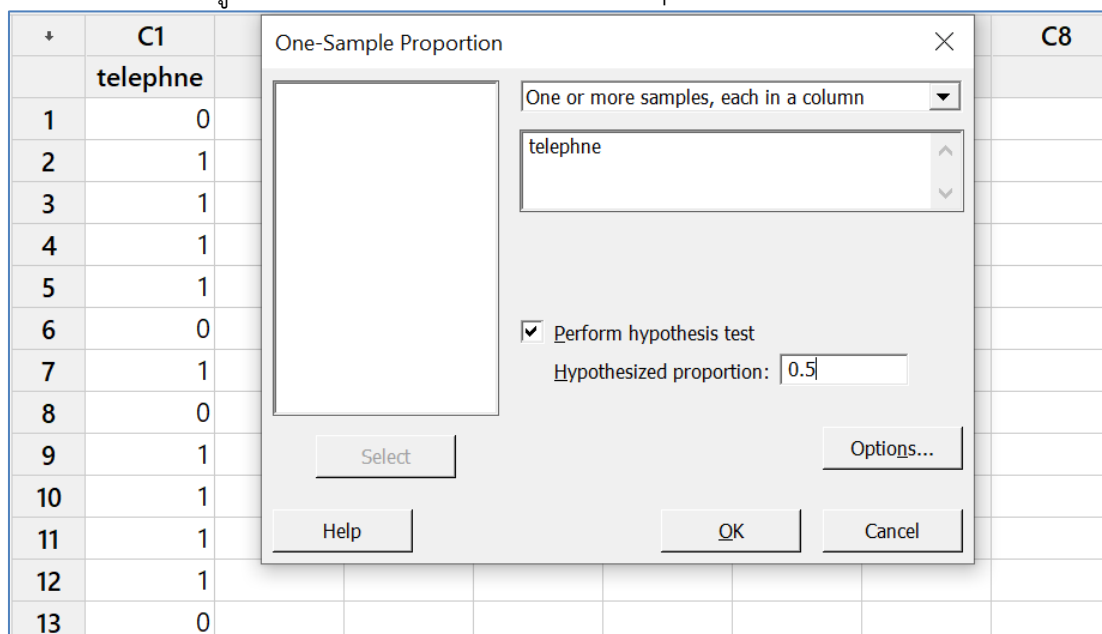 C1 One-Sample Proportion C8
telephne
One or more samples, each in a column
telephne
1 0
2 1
3 1
4 1
5 1
6 0
7 1
8 0
9 1
10 1
11 1
12 1
13 0
Perform hypothesis test
Hypothesized proportion: 0.5
Select
Options...
Help
OK
Cancel